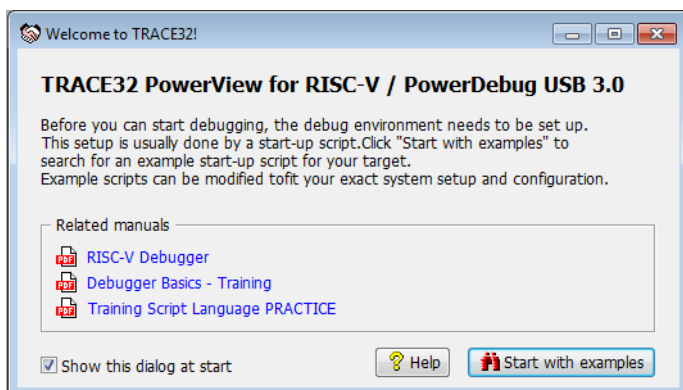 Welcome to TRACE32!
TRACE32 PowerView for RISC-V / PowerDebug USB 3.0
Before you can start debugging, the debug environment needs to be set up.
This setup is usually done by a start-up script.Click "Start with examples" to
search for an example start-up script for your target.
Example scripts can be modified tofit your exact system setup and configuration.
Related manuals
PDF RISC-V Debugger
PDF Debugger Basics - Training
PDF Training Script Language PRACTICE
Show this dialog at start
? Help
Start with examples